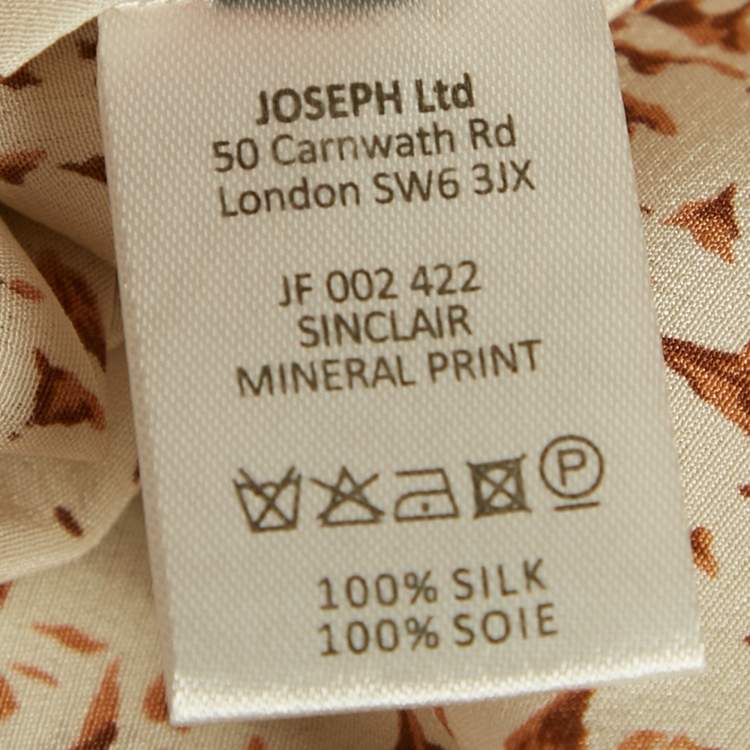 JOSEPH Ltd
50 Carnwath Rd
London SW6 3JX
JF 002 422
SINCLAIR
MINERAL PRINT
P
100% SILK
100% SOIE